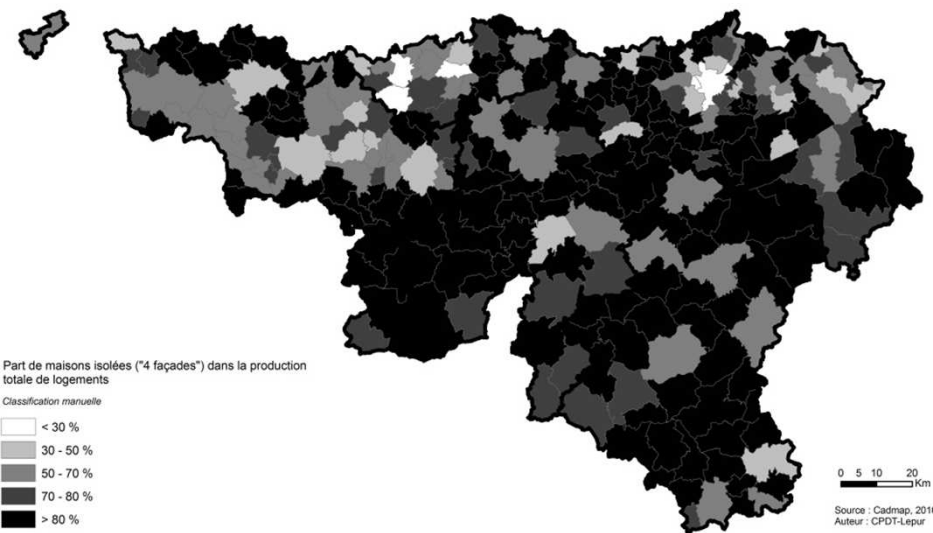 Part de maisons isolées ("4 façades") dans la production
totale de logements
Classification manuelle
< 30 %
30 - 50 %
50 - 70 %
70 - 80 %
> 80 %
0 5 10 20
Km
Source : Cadmap, 2010
Auteur : CPDT-Lepur